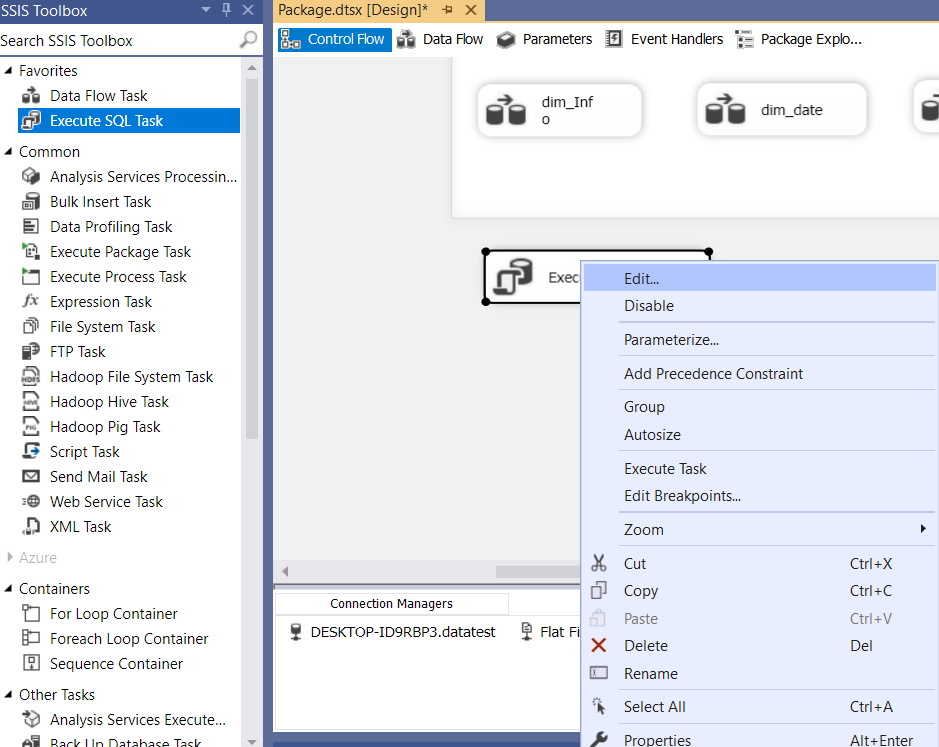 SSIS Toolbox
Search SSIS Toolbox
Favorites
Data Flow Task
Execute SQL Task
Common
Analysis Services Processin...
Bulk Insert Task
Data Profiling Task
Execute Package Task
Execute Process Task
Expression Task
File System Task
FTP Task
Hadoop File System Task
Hadoop Hive Task
Hadoop Pig Task
Script Task
Send Mail Task
Web Service Task
XML Task
Azure
Containers
For Loop Container
Foreach Loop Container
Sequence Container
Other Tasks
Analysis Services Execute...
Back Up Database Task
Package.dtsx [Design]*
Control Flow
Data Flow
Parameters
Event Handlers
Package Explo...
dim_Inf
o
dim_date
Exec
Edit...
Disable
Parameterize...
Add Precedence Constraint
Group
Autosize
Execute Task
Edit Breakpoints...
Zoom
Cut Ctrl+X
Copy Ctrl+C
Paste Ctrl+V
Delete Del
Rename
Select All Ctrl+A
Properties Alt+Enter
Connection Managers
DESKTOP-ID9RBP3.datatest
Flat Fi